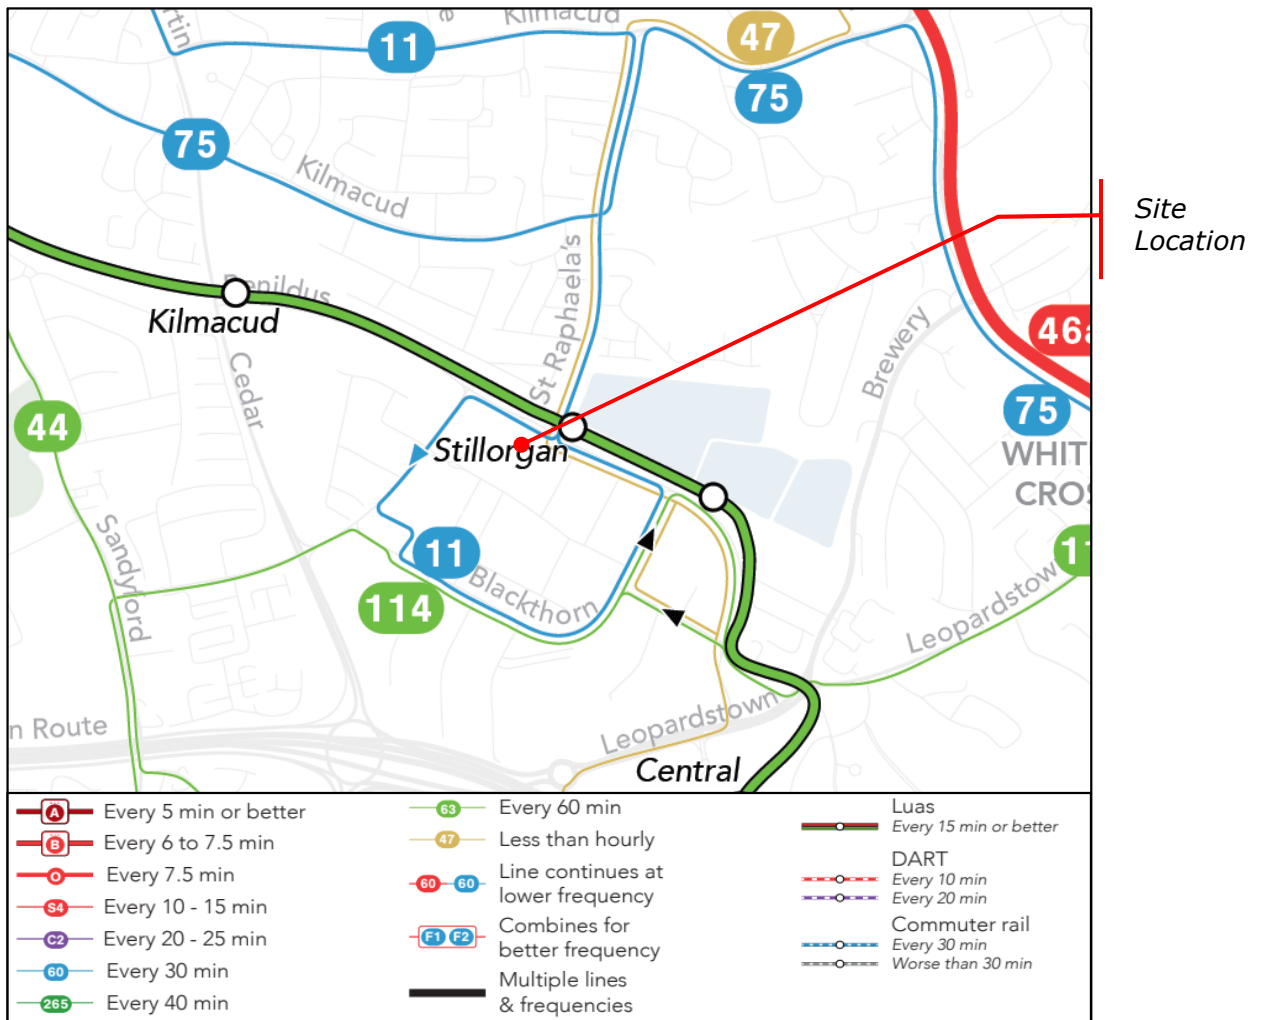 rtin
Kilmacud
11
47
75
75
Kilmacud
Site
Location
St Raphaela's
Benildus
Kilmacud
46a
Brewery
Cedar
75
44
Stillorgan
WHIT
CROS
Sandyford
11
Blackthorn
114
11
Leopardstow
n Route
Leopardstown
Central
A Every 5 min or better
B Every 6 to 7.5 min
O Every 7.5 min
S4 Every 10 - 15 min
C2 Every 20 - 25 min
60 Every 30 min
265 Every 40 min
63 Every 60 min
47 Less than hourly
60 60 Line continues at
lower frequency
F1 F2 Combines for
better frequency
Multiple lines
& frequencies
Luas
Every 15 min or better
DART
Every 10 min
Every 20 min
Commuter rail
Every 30 min
Worse than 30 min